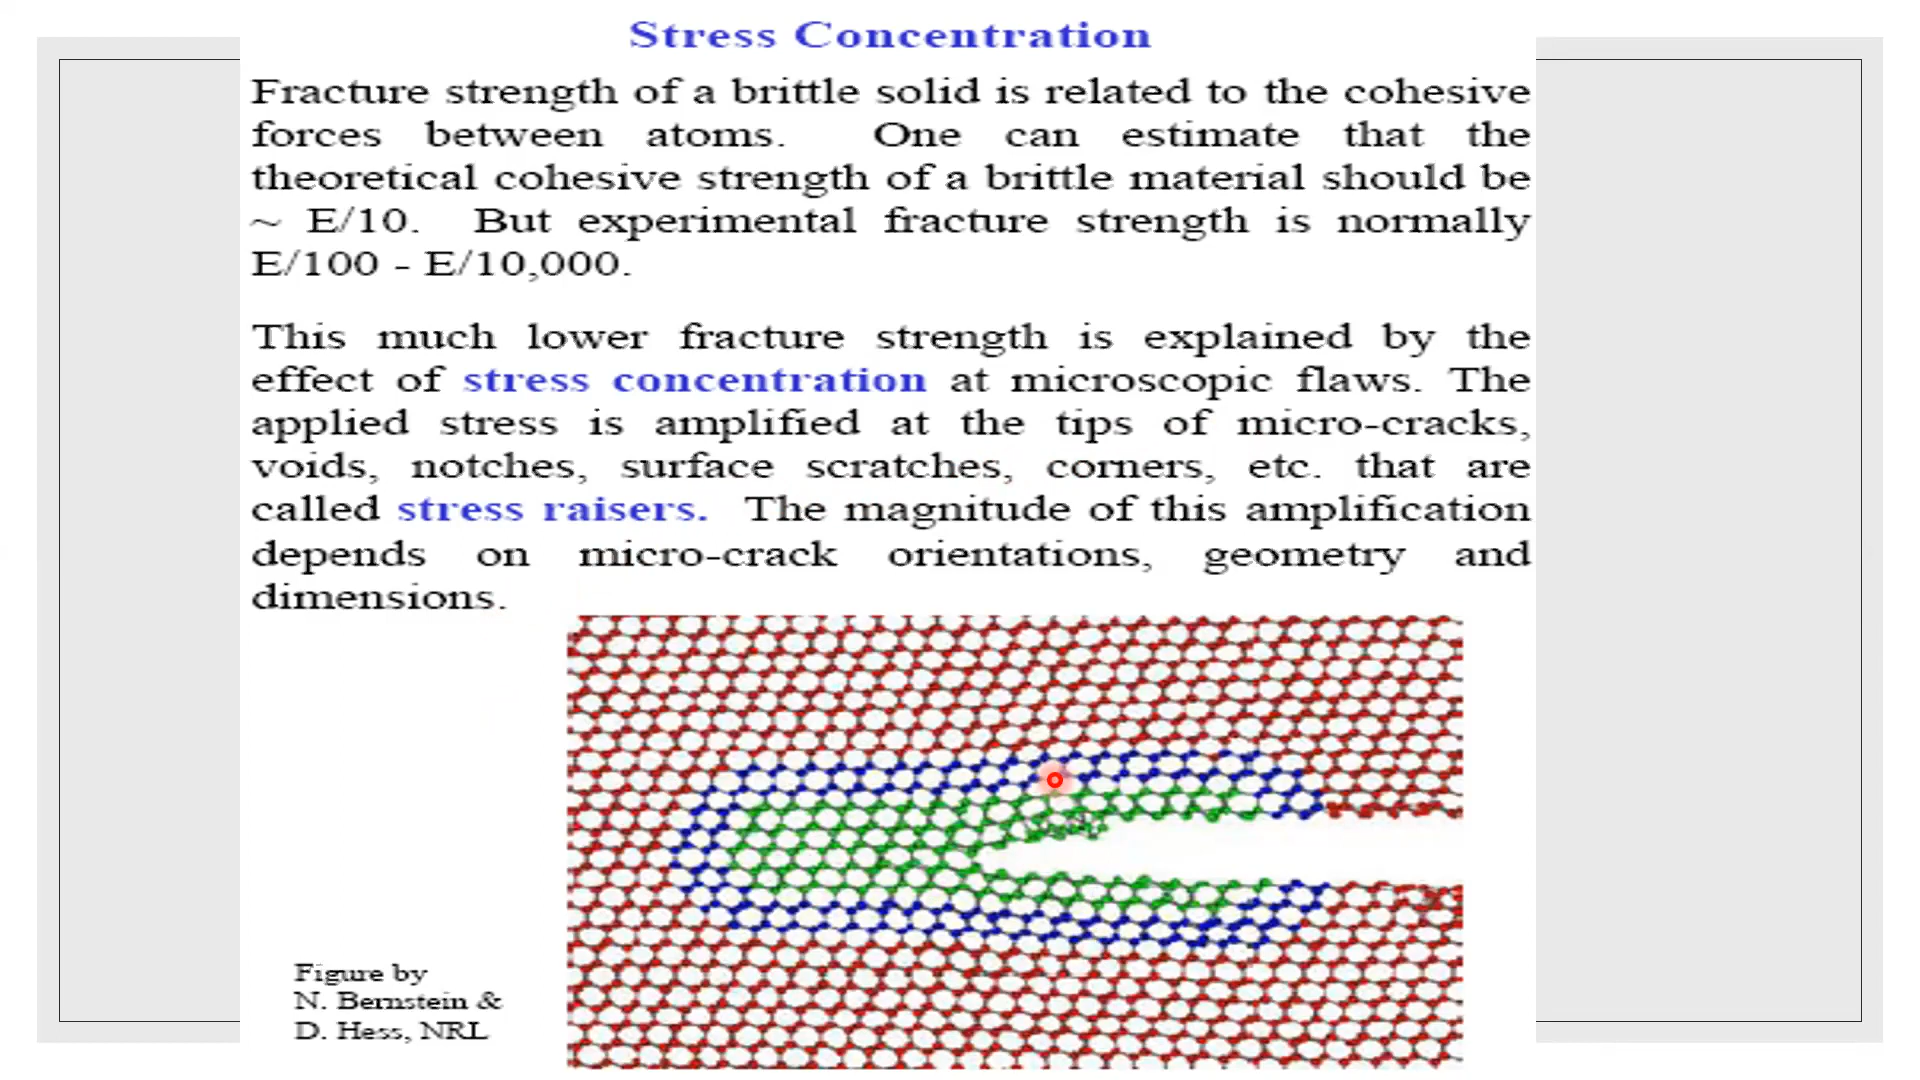 Stress Concentration
Fracture strength of a brittle solid is related to the cohesive
forces between atoms. One can estimate that the
theoretical cohesive strength of a brittle material should be
~ E/10. But experimental fracture strength is normally
E/100 - E/10,000.
This much lower fracture strength is explained by the
effect of stress concentration at microscopic flaws. The
applied stress is amplified at the tips of micro-cracks,
voids, notches, surface scratches, corners, etc. that are
called stress raisers. The magnitude of this amplification
depends on micro-crack orientations, geometry and
dimensions.
Figure by
N. Bernstein &
D. Hess, NRL